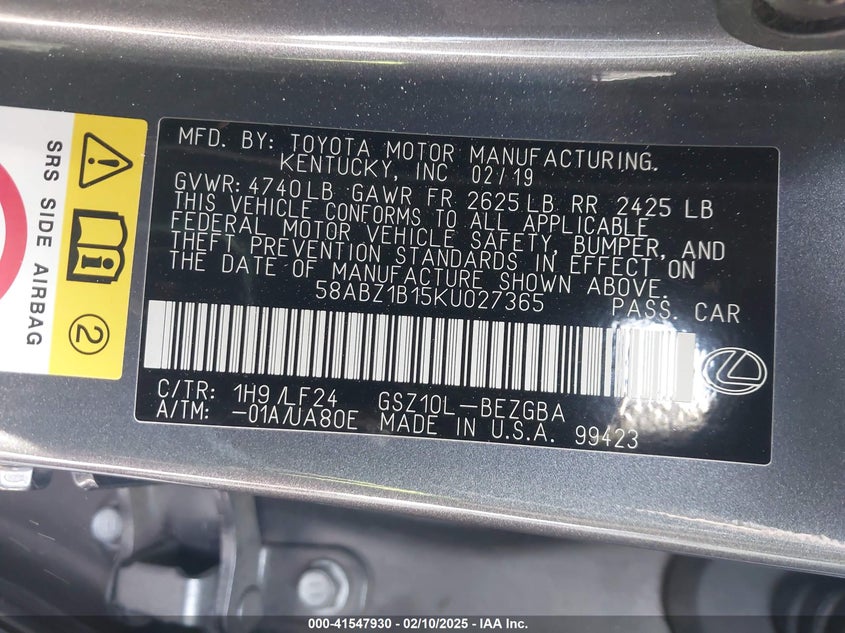 MFD. BY: TOYOTA MOTOR MANUFACTURING.
KENTUCKY, INC 02/19
GVWR: 4740LB GAWR FR 2625LB RR 2425 LB
THIS VEHICLE CONFORMS TO ALL APPLICABLE
FEDERAL MOTOR VEHICLE SAFETY, BUMPER, AND
THEFT PREVENTION STANDARDS IN EFFECT ON
THE DATE OF MANUFACTURE SHOWN ABOVE.
58ABZ1B15KU027365 PASS. CAR
C/TR: 1H9 /LF24 GSZ10L-BEZGBA
A/TM: -01A/UA80E MADE IN U.S.A. 99423
SRS SIDE AIRBAG
2
000-41547930 - 02/10/2025 - IAA Inc.